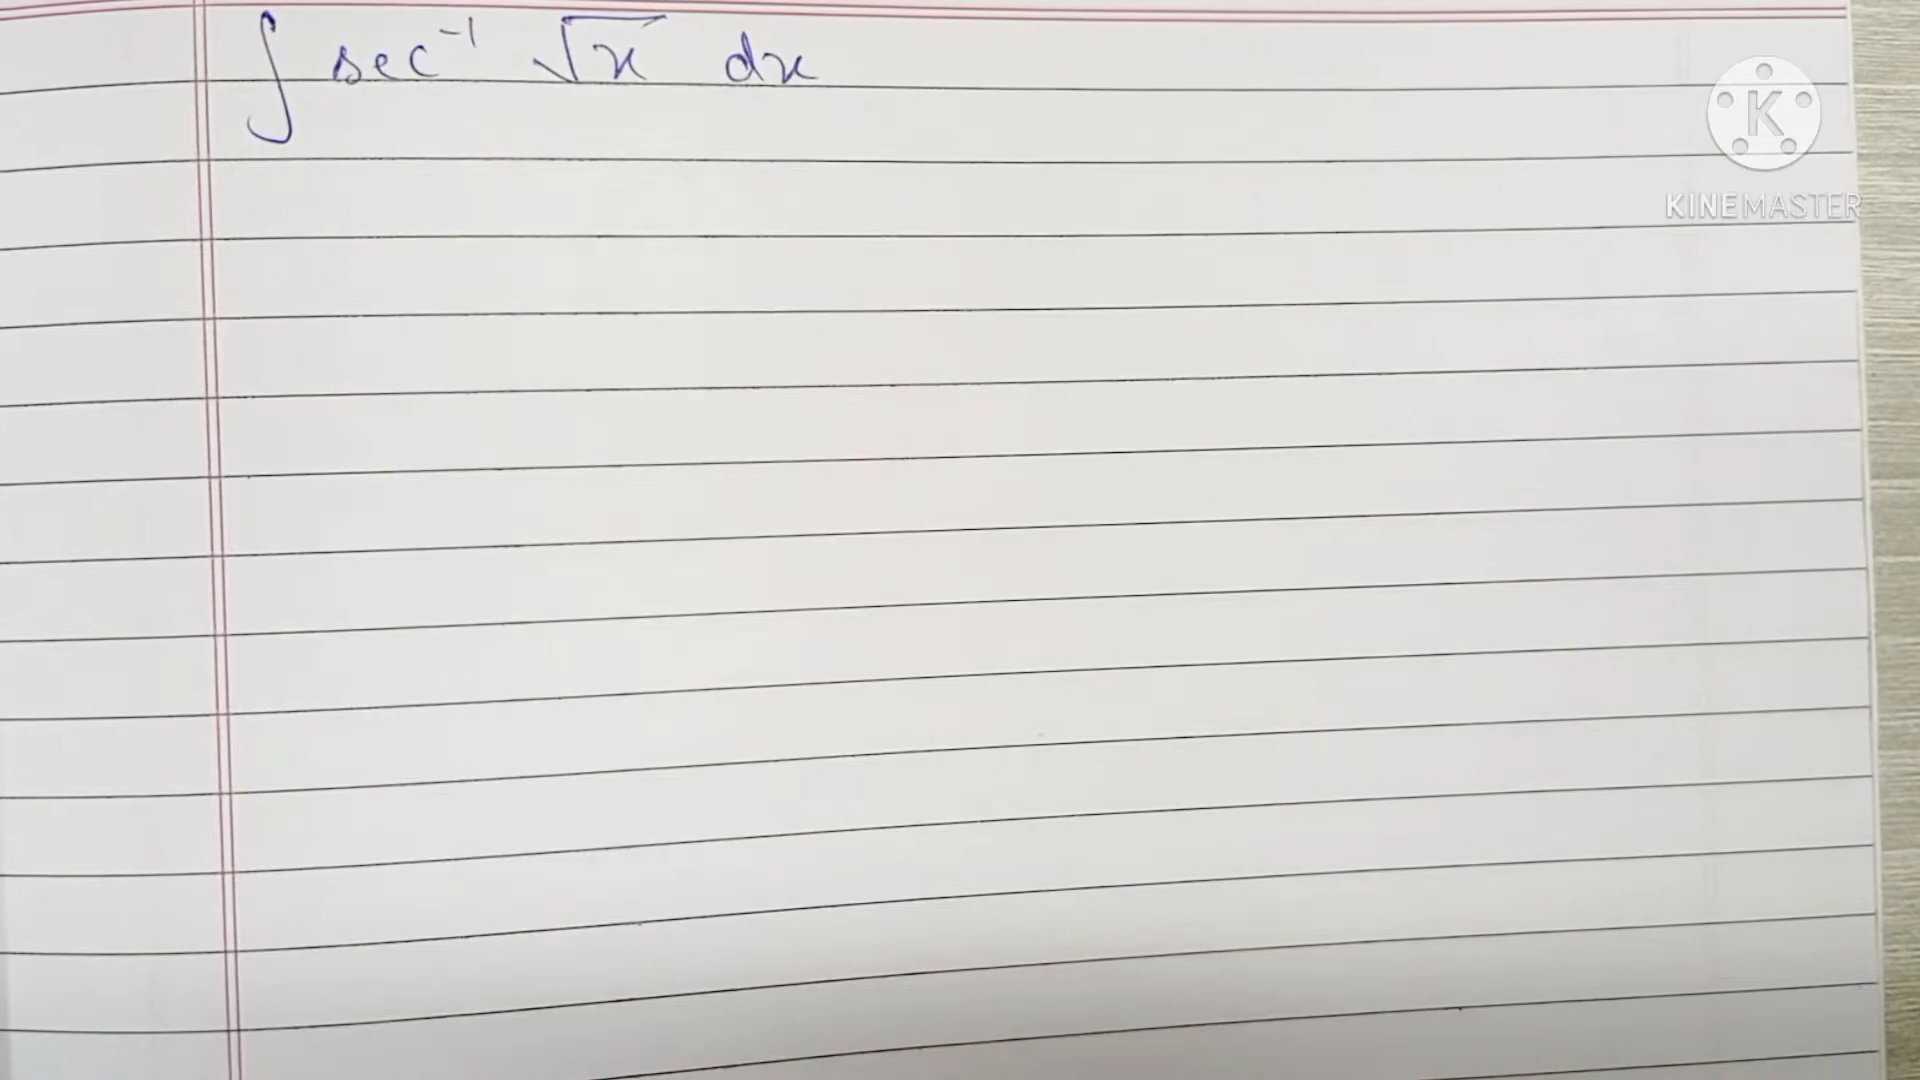 ∫ sec⁻¹ √x dx
K
KINEMASTER